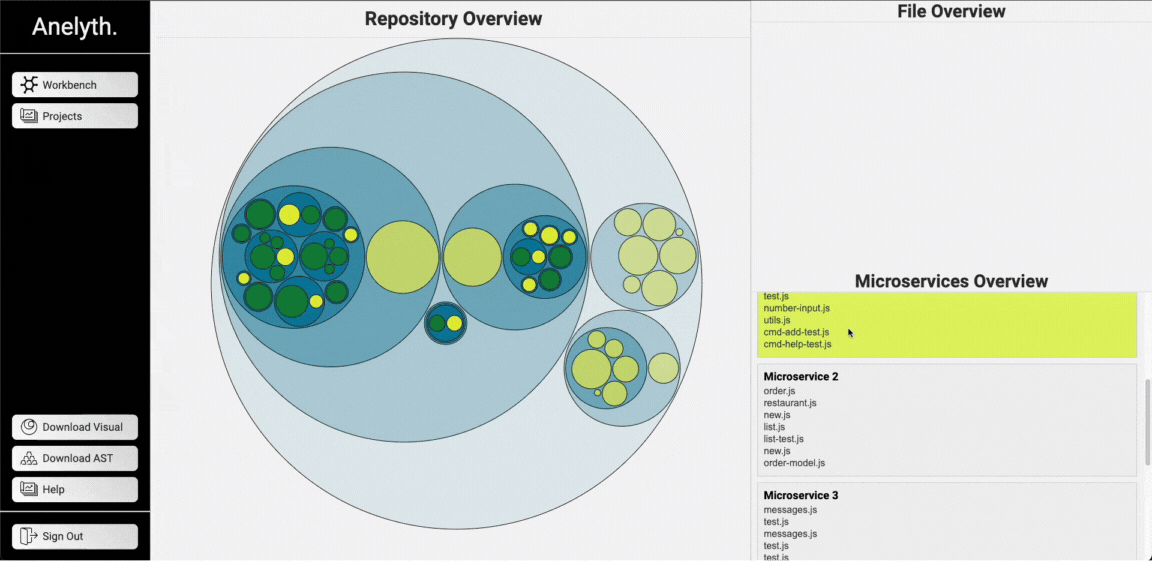 Anelyth.
Workbench
Projects
Download Visual
Download AST
Help
Sign Out
Repository Overview
File Overview
Microservices Overview
test.js
number-input.js
utils.js
cmd-add-test.js
cmd-help-test.js
Microservice 2
order.js
restaurant.js
new.js
list.js
list-test.js
new.js
order-model.js
Microservice 3
messages.js
test.js
messages.js
test.js
test.js